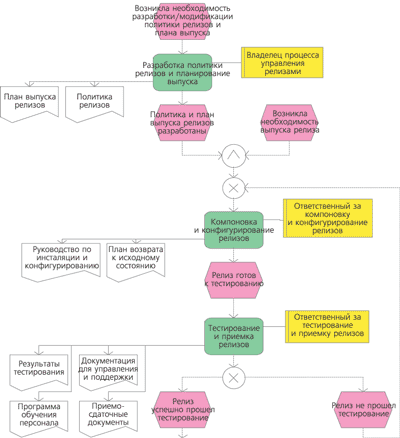 Возникла необходимость
разработки/модификации
политики релизов и
плана выпуска
Разработка политики
релизов и планирование
выпуска
Владелец процесса
управления
релизами
План выпуска
релизов
Политика
релизов
Политика и план
выпуска релизов
разработаны
Возникла
необходимость
выпуска релиза
Компоновка
и конфигурирование
релизов
Ответственный за
компоновку
и конфигурирование
релизов
Руководство по
инсталяции и
конфигурированию
План возврата
к исходному
состоянию
Релиз готов
к тестированию
Тестирование
и приемка
релизов
Ответственный за
тестирование
и приемку релизов
Результаты
тестирования
Документация
для управления
и поддержки
Программа
обучения
персонала
Приемо-
сдаточные
документы
Релиз
успешно прошел
тестирование
Релиз не прошел
тестирование